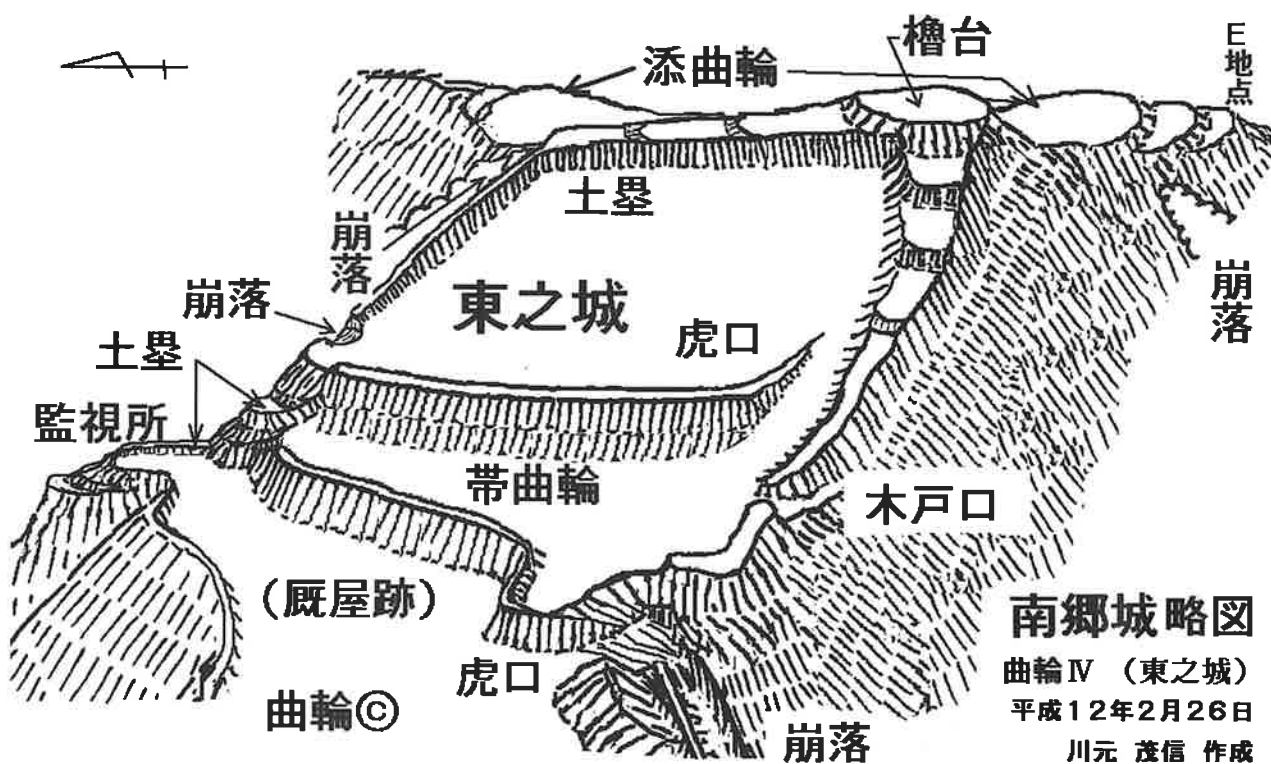 櫓台
添曲輪
E地点
土塁
崩落
崩落
東之城
虎口
崩落
土塁
監視所
帯曲輪
木戸口
(厩屋跡)
虎口
曲輪©
崩落
南郷城略図
曲輪Ⅳ (東之城)
平成12年2月26日
川元 茂信 作成